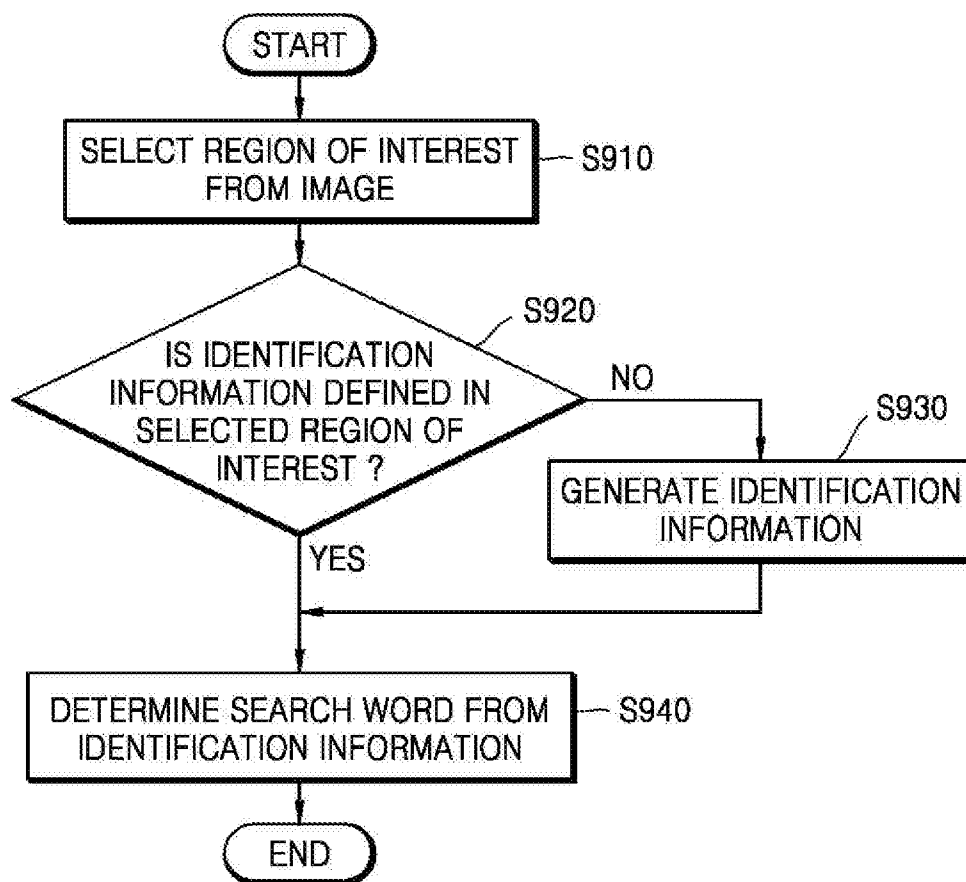 START
SELECT REGION OF INTEREST
FROM IMAGE
S910
S920
IS IDENTIFICATION
INFORMATION DEFINED IN
SELECTED REGION OF
INTEREST ?
NO
S930
GENERATE IDENTIFICATION
INFORMATION
YES
DETERMINE SEARCH WORD FROM
IDENTIFICATION INFORMATION
S940
END